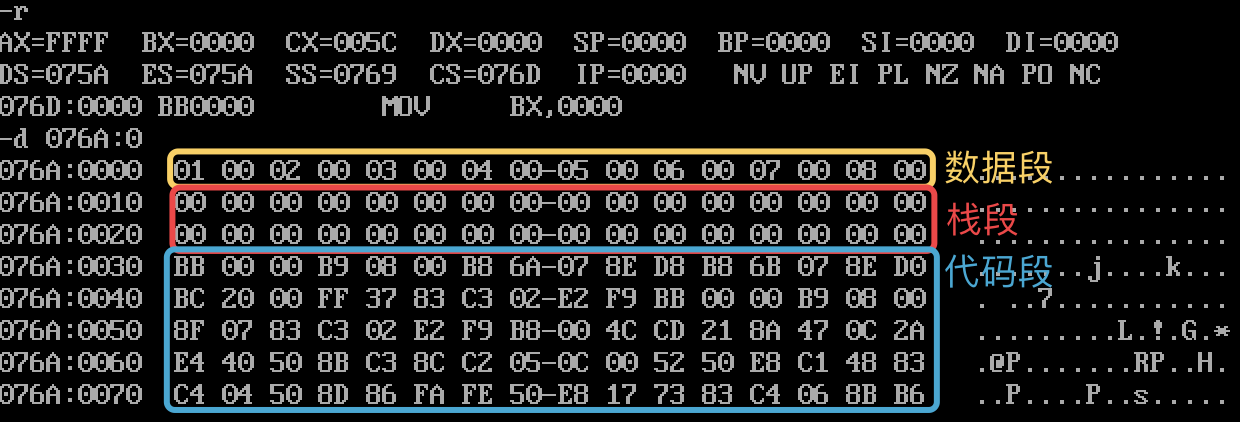 -r
AX=FFFF BX=0000 CX=005C DX=0000 SP=0000 BP=0000 SI=0000 DI=0000
DS=075A ES=075A SS=0769 CS=076D IP=0000 NV UP EI PL NZ NA PO NC
076D:0000 BB0000 MOV BX,0000
-d 076A:0
076A:0000 01 00 02 00 03 00 04 00-05 00 06 00 07 00 08 00 数据段 ...........
076A:0010 00 00 00 00 00 00 00 00-00 00 00 00 00 00 00 00 栈段 ..............
076A:0020 00 00 00 00 00 00 00 00-00 00 00 00 00 00 00 00 ................
076A:0030 BB 00 00 B9 08 00 B8 6A-07 8E D8 B8 6B 07 8E D0 代码段 .j....k...
076A:0040 BC 20 00 FF 37 83 C3 02-E2 F9 BB 00 00 B9 08 00 . ..7...........
076A:0050 8F 07 83 C3 02 E2 F9 B8-00 4C CD 21 8A 47 0C 2A .........L.!.G.*
076A:0060 E4 40 50 8B C3 8C C2 05-0C 00 52 50 E8 C1 48 83 .@P.......RP..H.
076A:0070 C4 04 50 8D 86 FA FE 50-E8 17 73 83 C4 06 8B B6 ..P....P..s.....